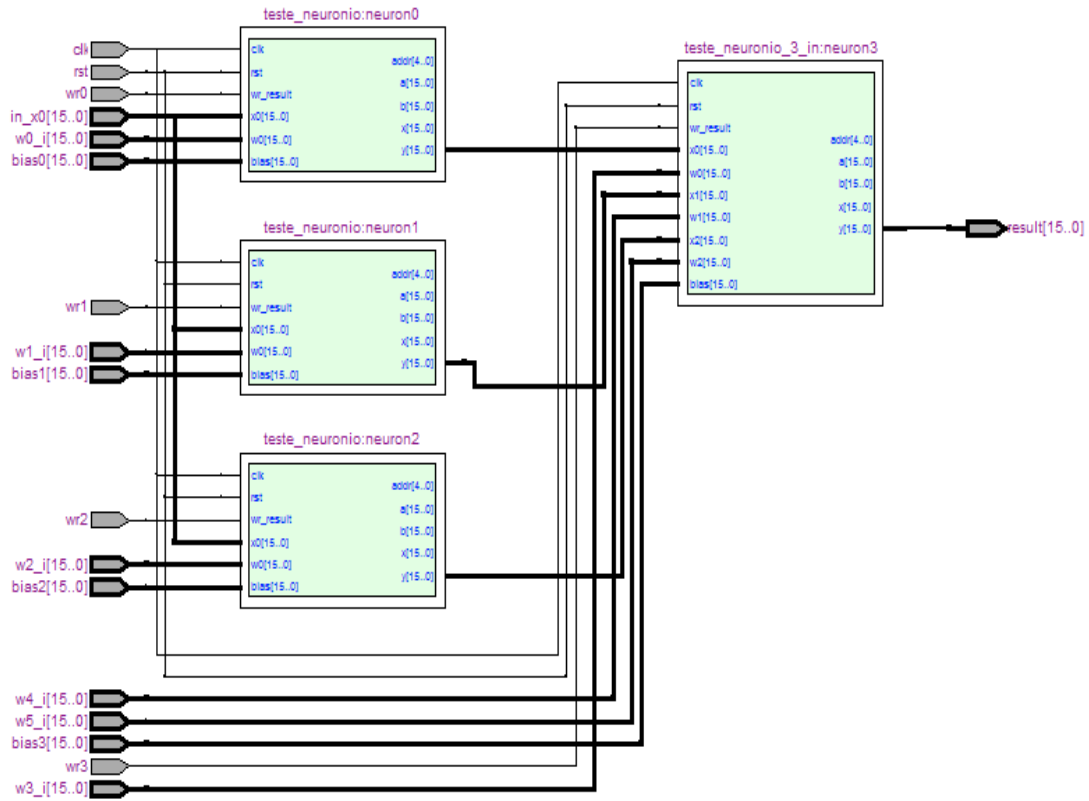 teste_neuronio:neuron0
clk
rst
wr0
in_x0[15..0]
w0_i[15..0]
bias0[15..0]
clk
rst
wr_result
x0[15..0]
w0[15..0]
bias[15..0]
addr[4..0]
a[15..0]
b[15..0]
x[15..0]
y[15..0]
teste_neuronio:neuron1
wr1
w1_i[15..0]
bias1[15..0]
clk
rst
wr_result
x0[15..0]
w0[15..0]
bias[15..0]
addr[4..0]
a[15..0]
b[15..0]
x[15..0]
y[15..0]
teste_neuronio:neuron2
wr2
w2_i[15..0]
bias2[15..0]
clk
rst
wr_result
x0[15..0]
w0[15..0]
bias[15..0]
addr[4..0]
a[15..0]
b[15..0]
x[15..0]
y[15..0]
w4_i[15..0]
w5_i[15..0]
bias3[15..0]
wr3
w3_i[15..0]
teste_neuronio_3_in:neuron3
clk
rst
wr_result
x0[15..0]
w0[15..0]
x1[15..0]
w1[15..0]
x2[15..0]
w2[15..0]
bias[15..0]
addr[4..0]
a[15..0]
b[15..0]
x[15..0]
y[15..0]
result[15..0]